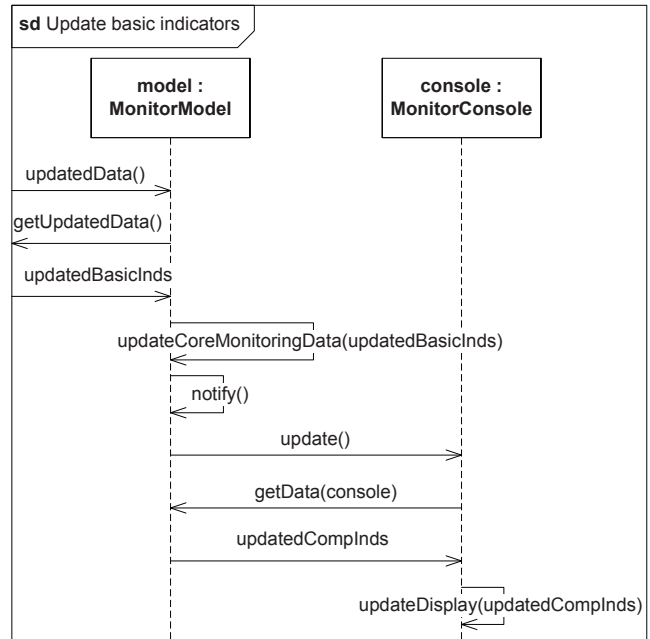 sd Update basic indicators
model :
MonitorModel
console :
MonitorConsole
updatedData()
getUpdatedData()
updatedBasicInds
updateCoreMonitoringData(updatedBasicInds)
notify()
update()
getData(console)
updatedCompInds
updateDisplay(updatedCompInds)